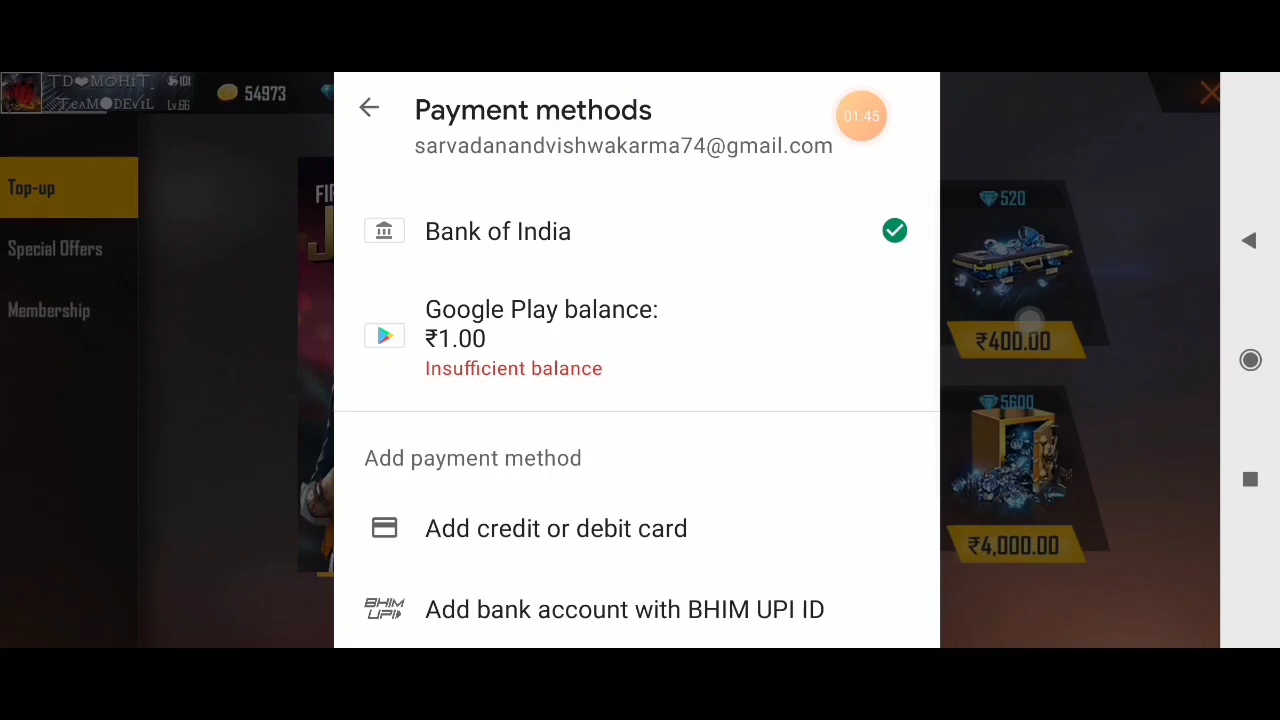 54973
Lv.66
Top-up
Special Offers
Membership
Payment methods
sarvadanandvishwakarma74@gmail.com
01:45
Bank of India
Google Play balance:
₹1.00
Insufficient balance
Add payment method
Add credit or debit card
BHIM
UPI
Add bank account with BHIM UPI ID
520
₹400.00
5600
₹4,000.00